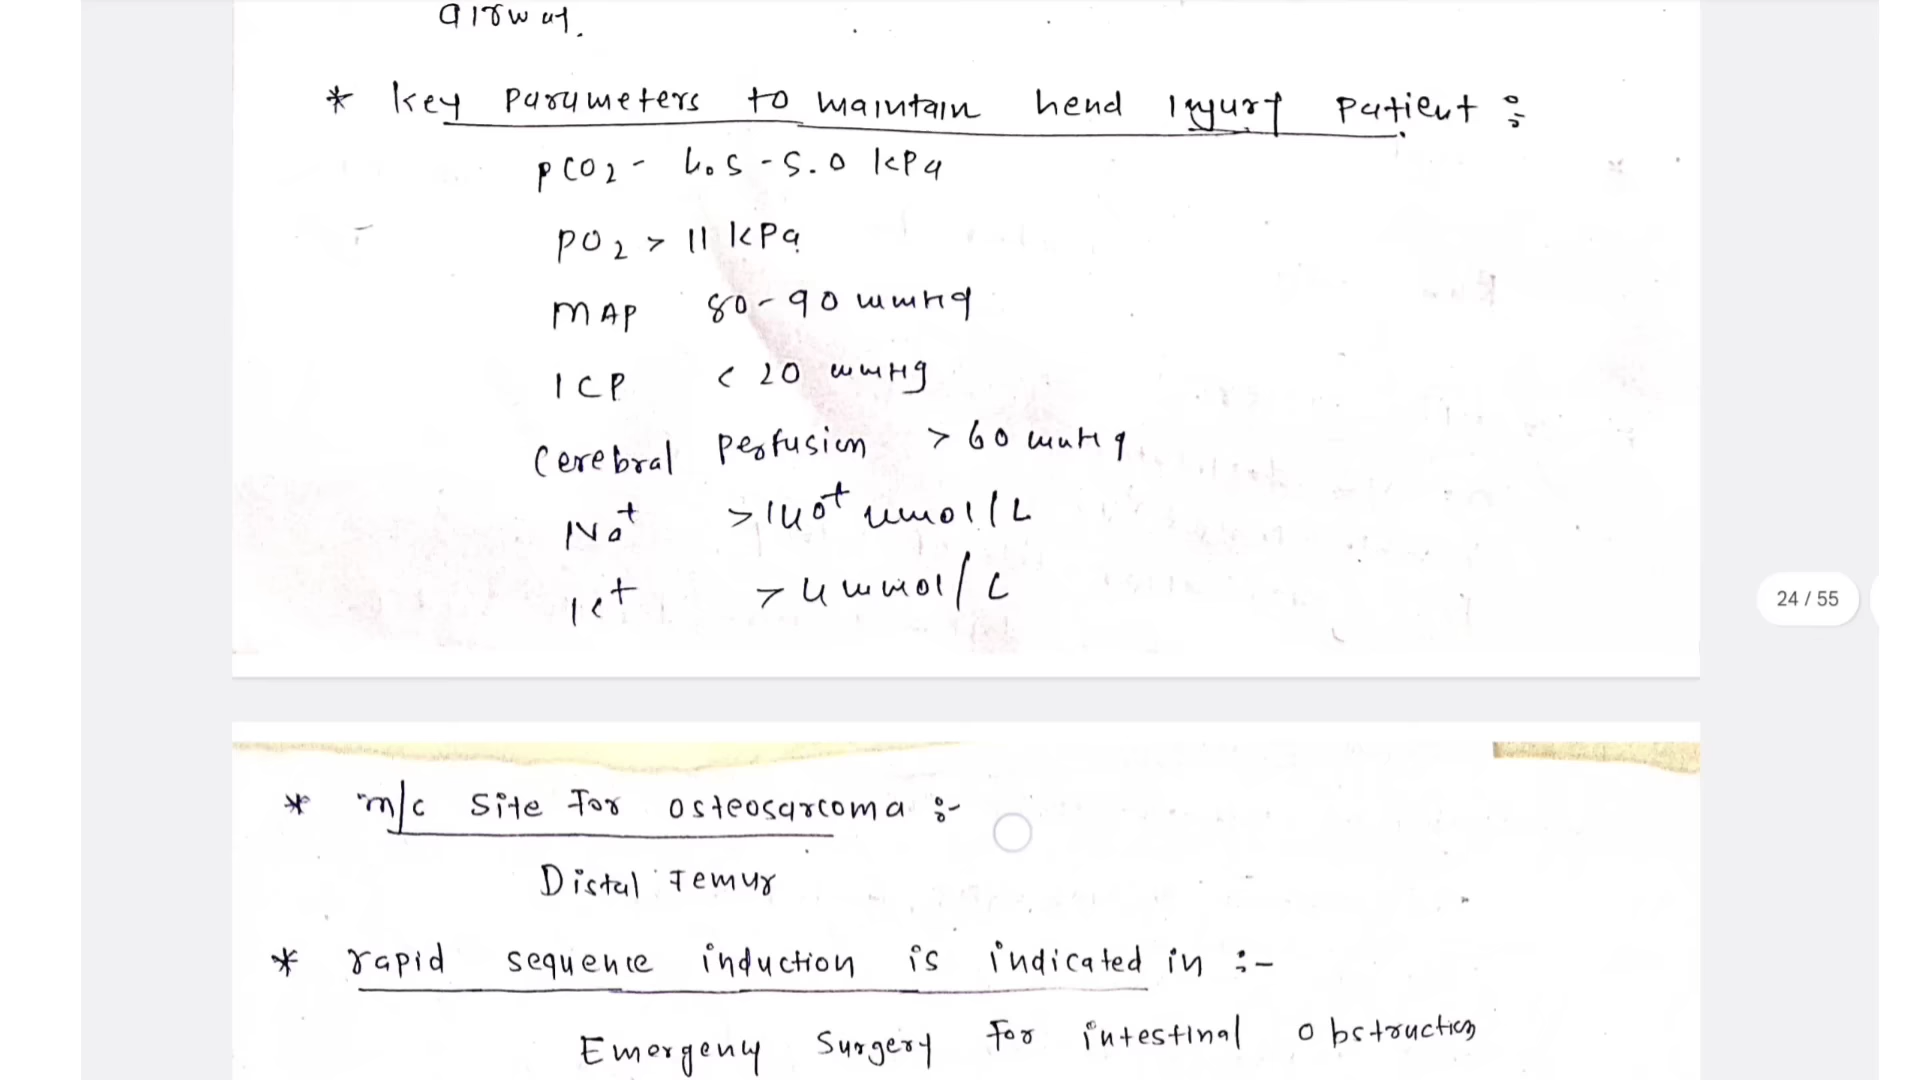 airway.
* Key Parameters to maintain head Injury Patient :-
PCO2 - 4.5 - 5.0 kPa
PO2 > 11 kPa
MAP 80-90 mmHg
ICP < 20 mmHg
Cerebral Perfusion > 60 mmHg
Na+ > 140+ mmol/L
K+ > 4 mmol/L
24 / 55
* m/c Site For osteosarcoma :-
Distal Femur
* rapid sequence induction is indicated in :-
Emergency Surgery For intestinal obstruction